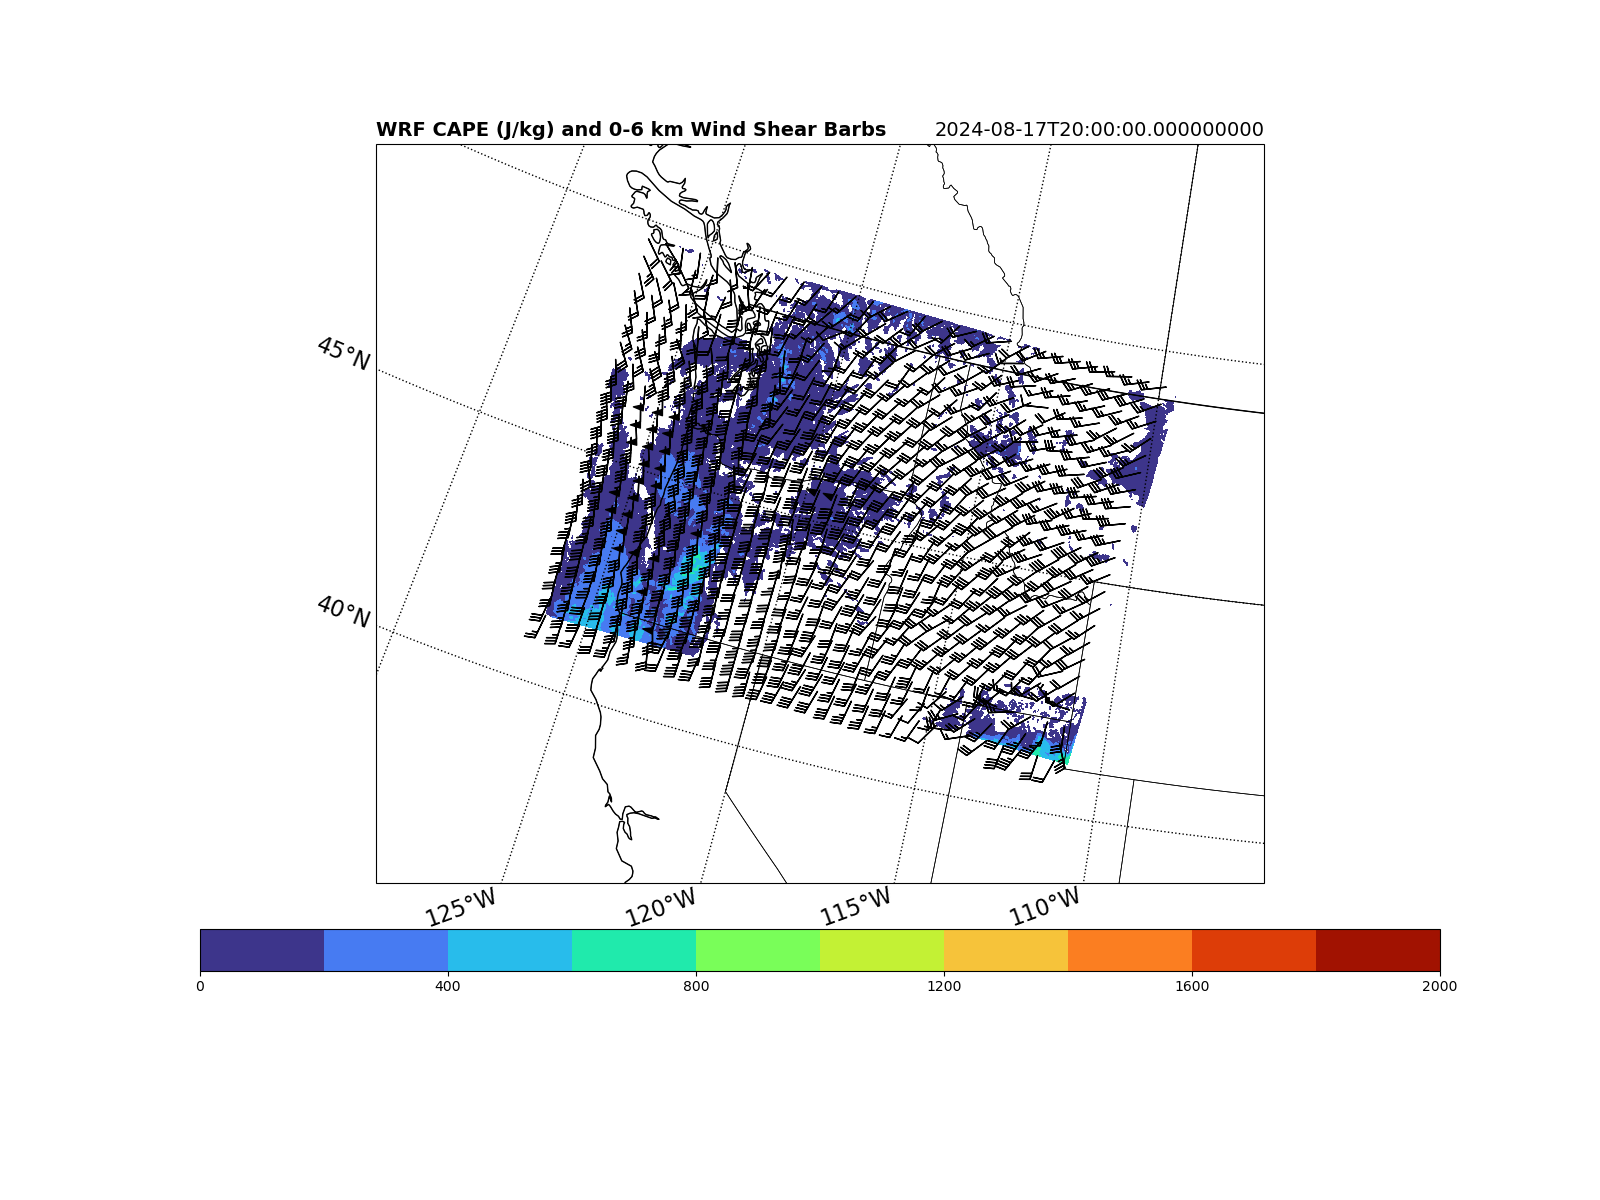 WRF CAPE (J/kg) and 0-6 km Wind Shear Barbs 2024-08-17T20:00:00.000000000
45°N
40°N
125°W 120°W 115°W 110°W
0 400 800 1200 1600 2000